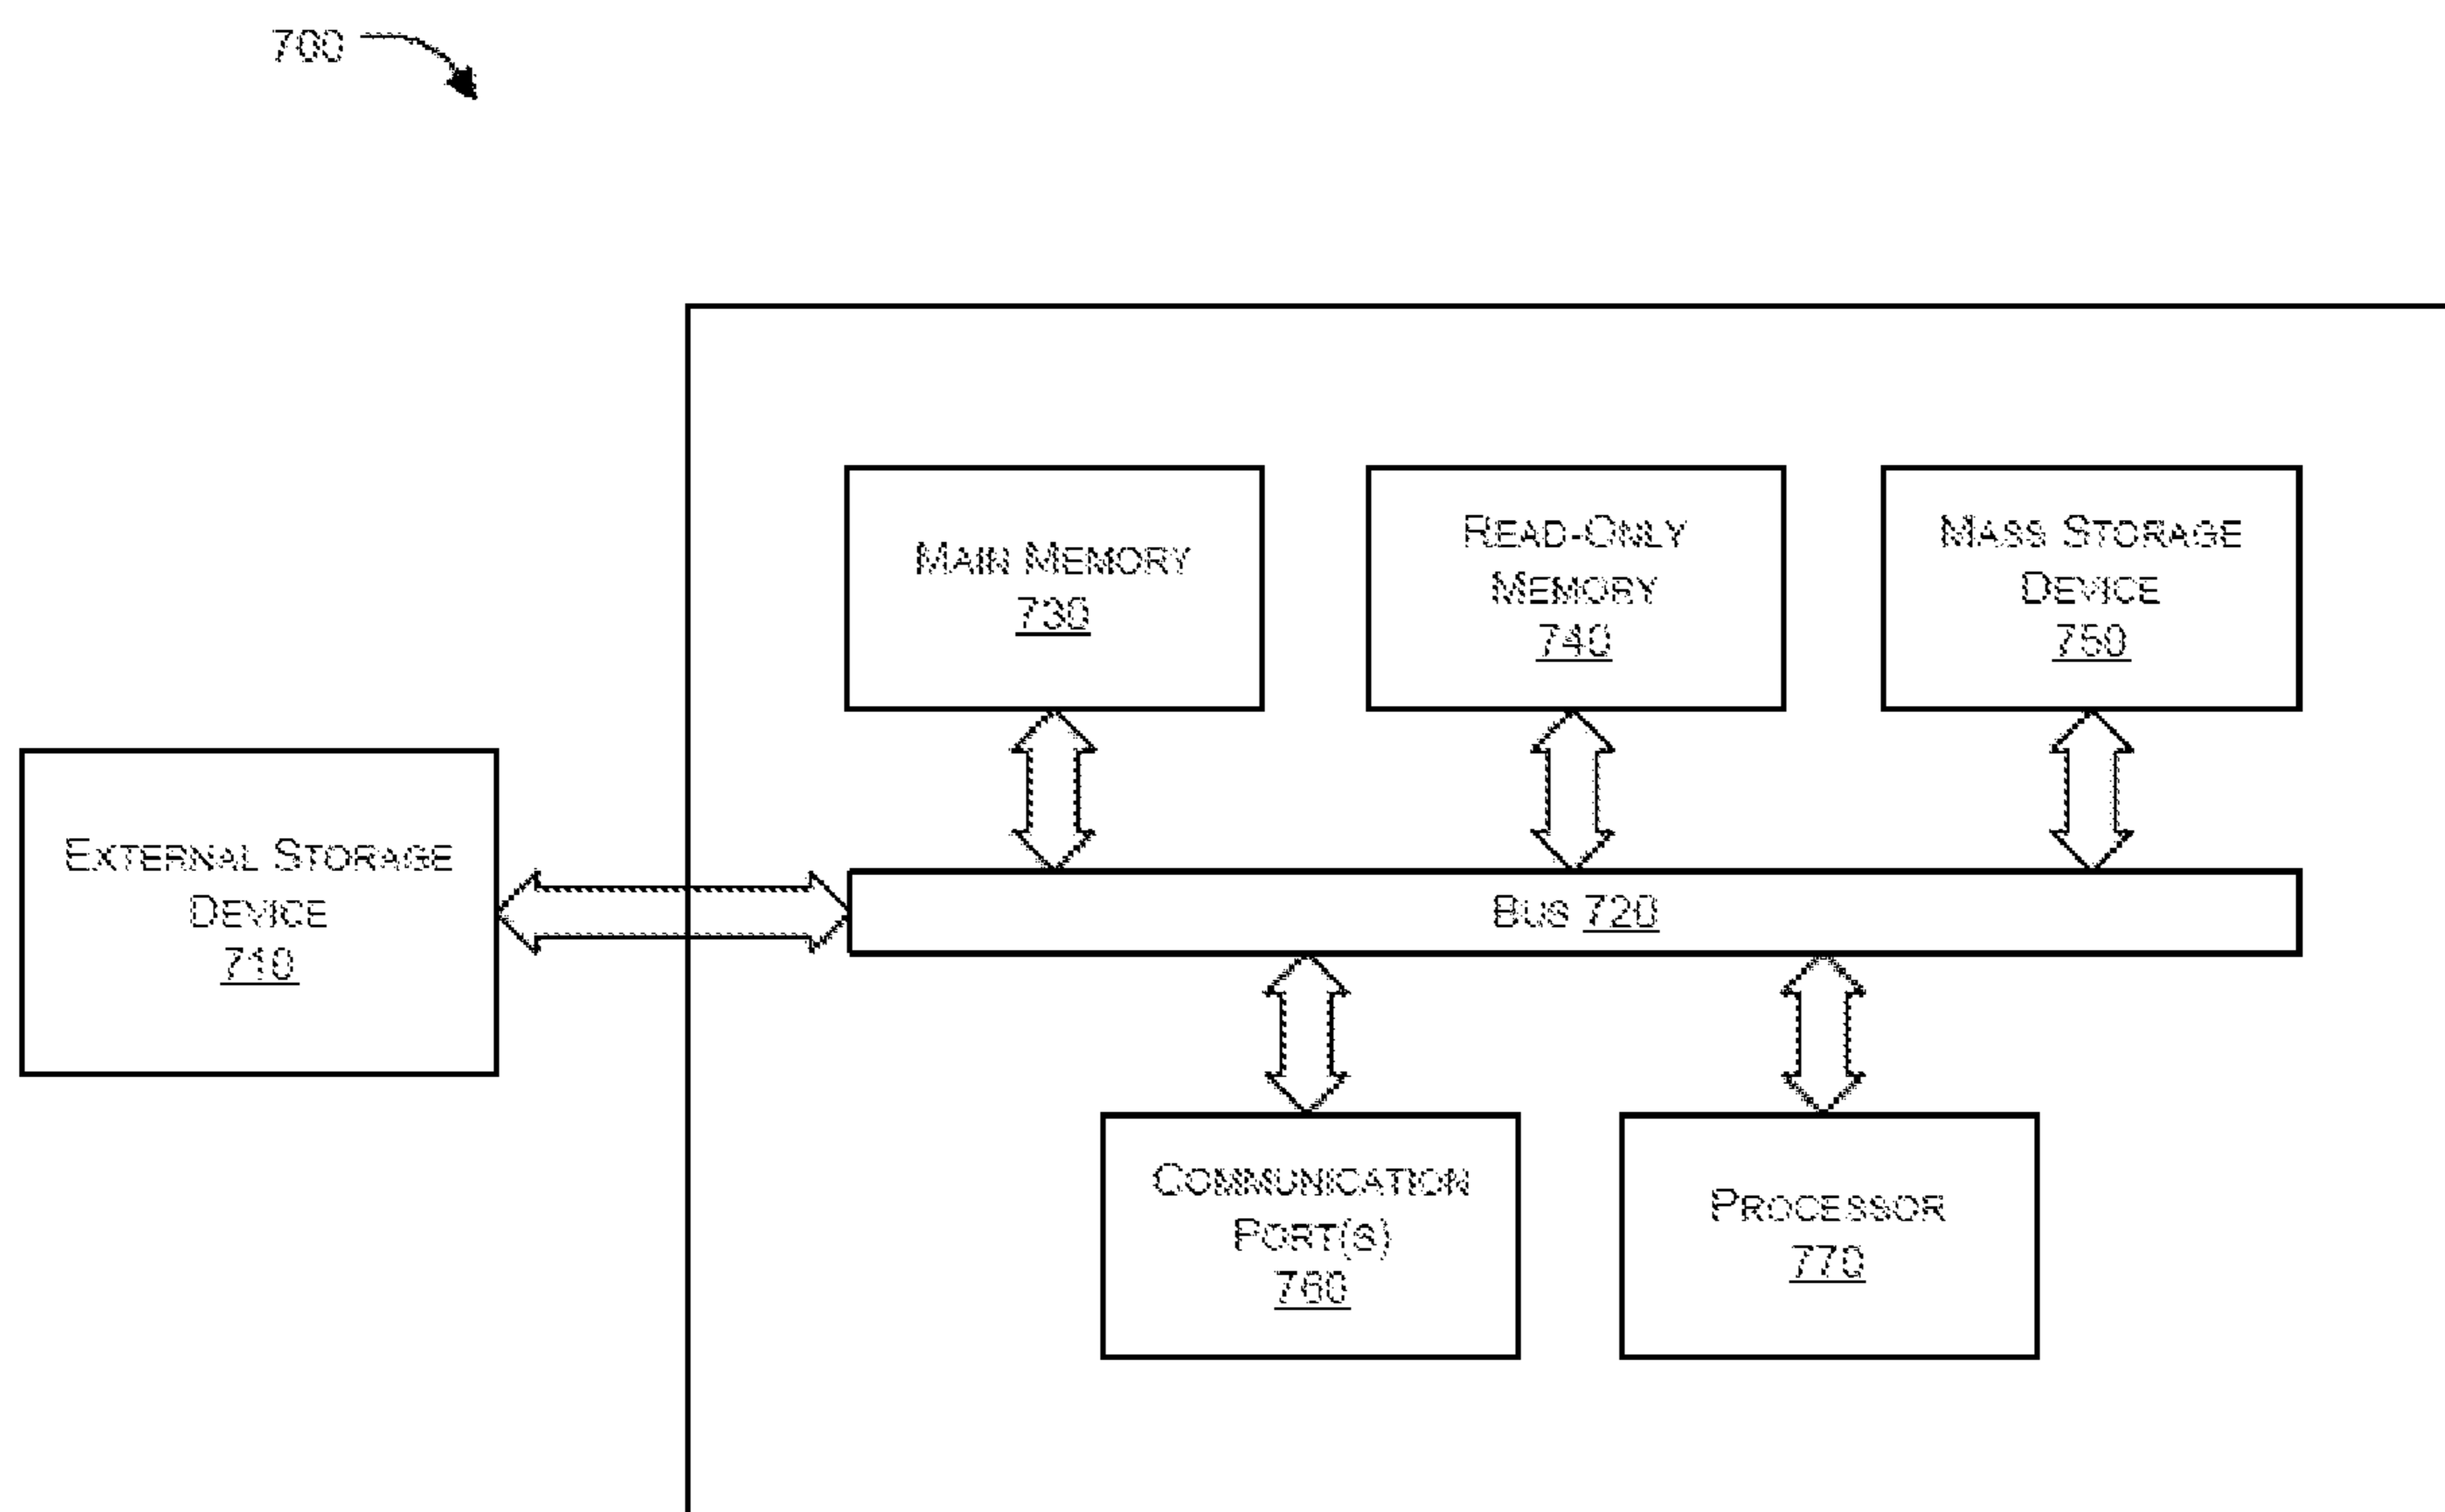 700
MAIN MEMORY
730
READ-ONLY
MEMORY
740
MASS STORAGE
DEVICE
750
EXTERNAL STORAGE
DEVICE
710
BUS 720
COMMUNICATION
PORT(S)
760
PROCESSOR
770